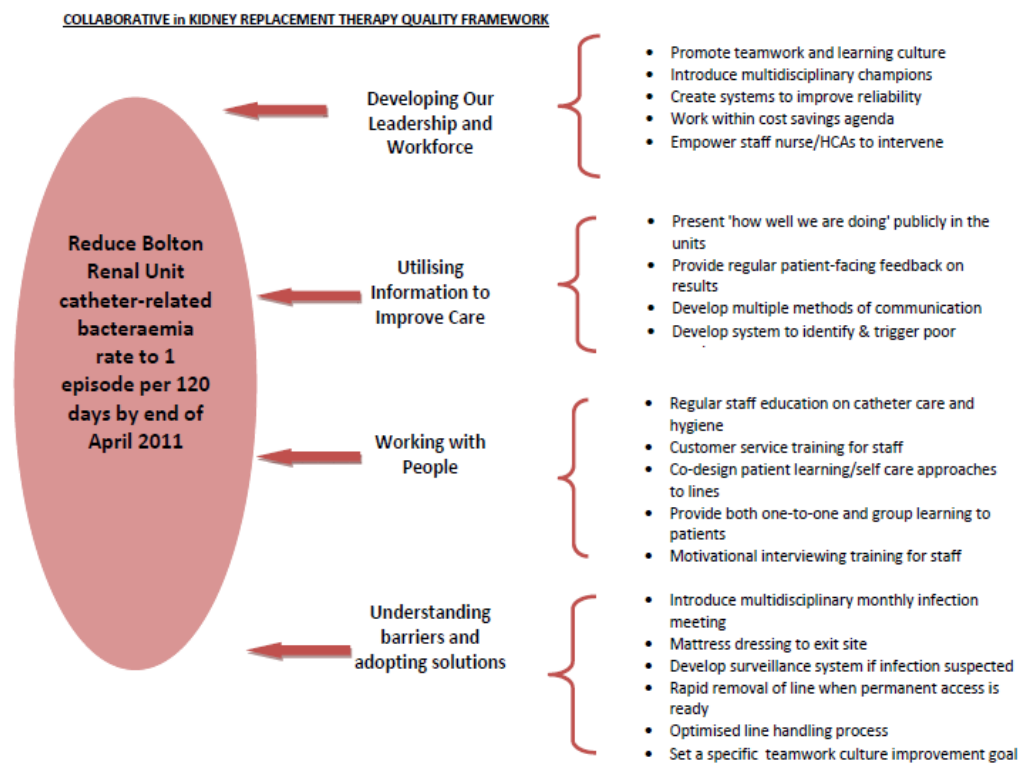 COLLABORATIVE in KIDNEY REPLACEMENT THERAPY QUALITY FRAMEWORK
Reduce Bolton
Renal Unit
catheter-related
bacteraemia
rate to 1
episode per 120
days by end of
April 2011
Developing Our
Leadership and
Workforce
• Promote teamwork and learning culture
• Introduce multidisciplinary champions
• Create systems to improve reliability
• Work within cost savings agenda
• Empower staff nurse/HCAs to intervene
Utilising
Information to
Improve Care
• Present 'how well we are doing' publicly in the
units
• Provide regular patient-facing feedback on
results
• Develop multiple methods of communication
• Develop system to identify & trigger poor
Working with
People
• Regular staff education on catheter care and
hygiene
• Customer service training for staff
• Co-design patient learning/self care approaches
to lines
• Provide both one-to-one and group learning to
patients
• Motivational interviewing training for staff
Understanding
barriers and
adopting solutions
• Introduce multidisciplinary monthly infection
meeting
• Mattress dressing to exit site
• Develop surveillance system if infection suspected
• Rapid removal of line when permanent access is
ready
• Optimised line handling process
• Set a specific teamwork culture improvement goal